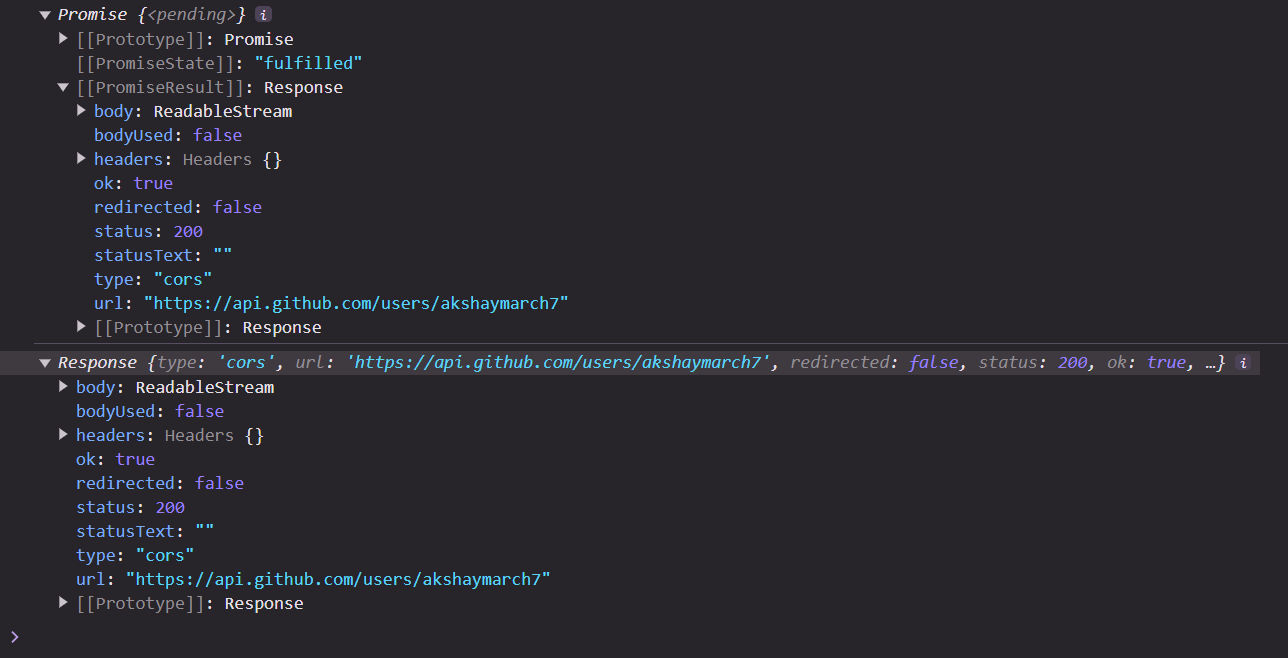 Promise {<pending>} i
[[Prototype]]: Promise
[[PromiseState]]: "fulfilled"
[[PromiseResult]]: Response
body: ReadableStream
bodyUsed: false
headers: Headers {}
ok: true
redirected: false
status: 200
statusText: ""
type: "cors"
url: "https://api.github.com/users/akshaymarch7"
[[Prototype]]: Response
Response {type: 'cors', url: 'https://api.github.com/users/akshaymarch7', redirected: false, status: 200, ok: true, …} i
body: ReadableStream
bodyUsed: false
headers: Headers {}
ok: true
redirected: false
status: 200
statusText: ""
type: "cors"
url: "https://api.github.com/users/akshaymarch7"
[[Prototype]]: Response